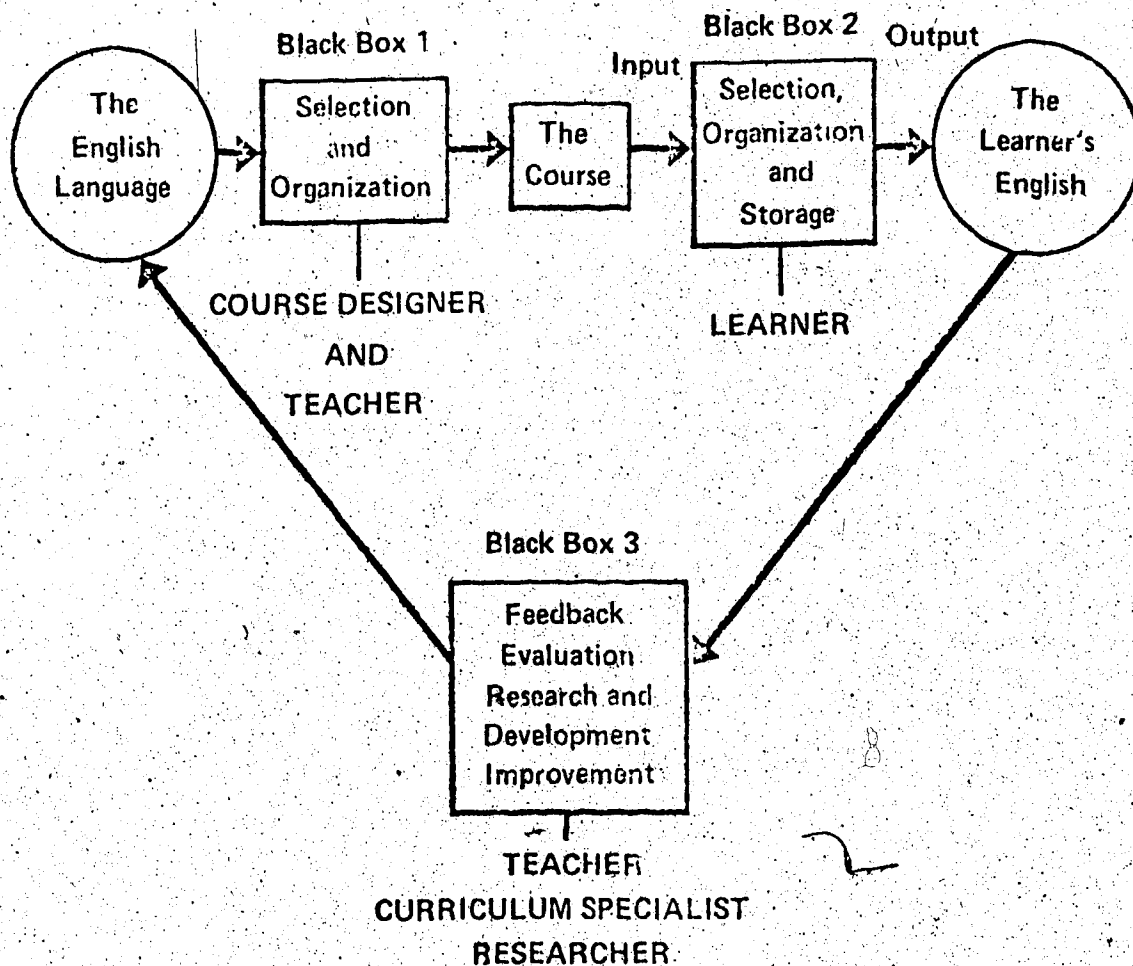 Black Box 1
Black Box 2
Input
Output
The
English
Language
Selection
and
Organization
The
Course
Selection,
Organization
and
Storage
The
Learner's
English
COURSE DESIGNER
AND
TEACHER
LEARNER
Black Box 3
Feedback
Evaluation
Research and
Development
Improvement
TEACHER
CURRICULUM SPECIALIST
RESEARCHER